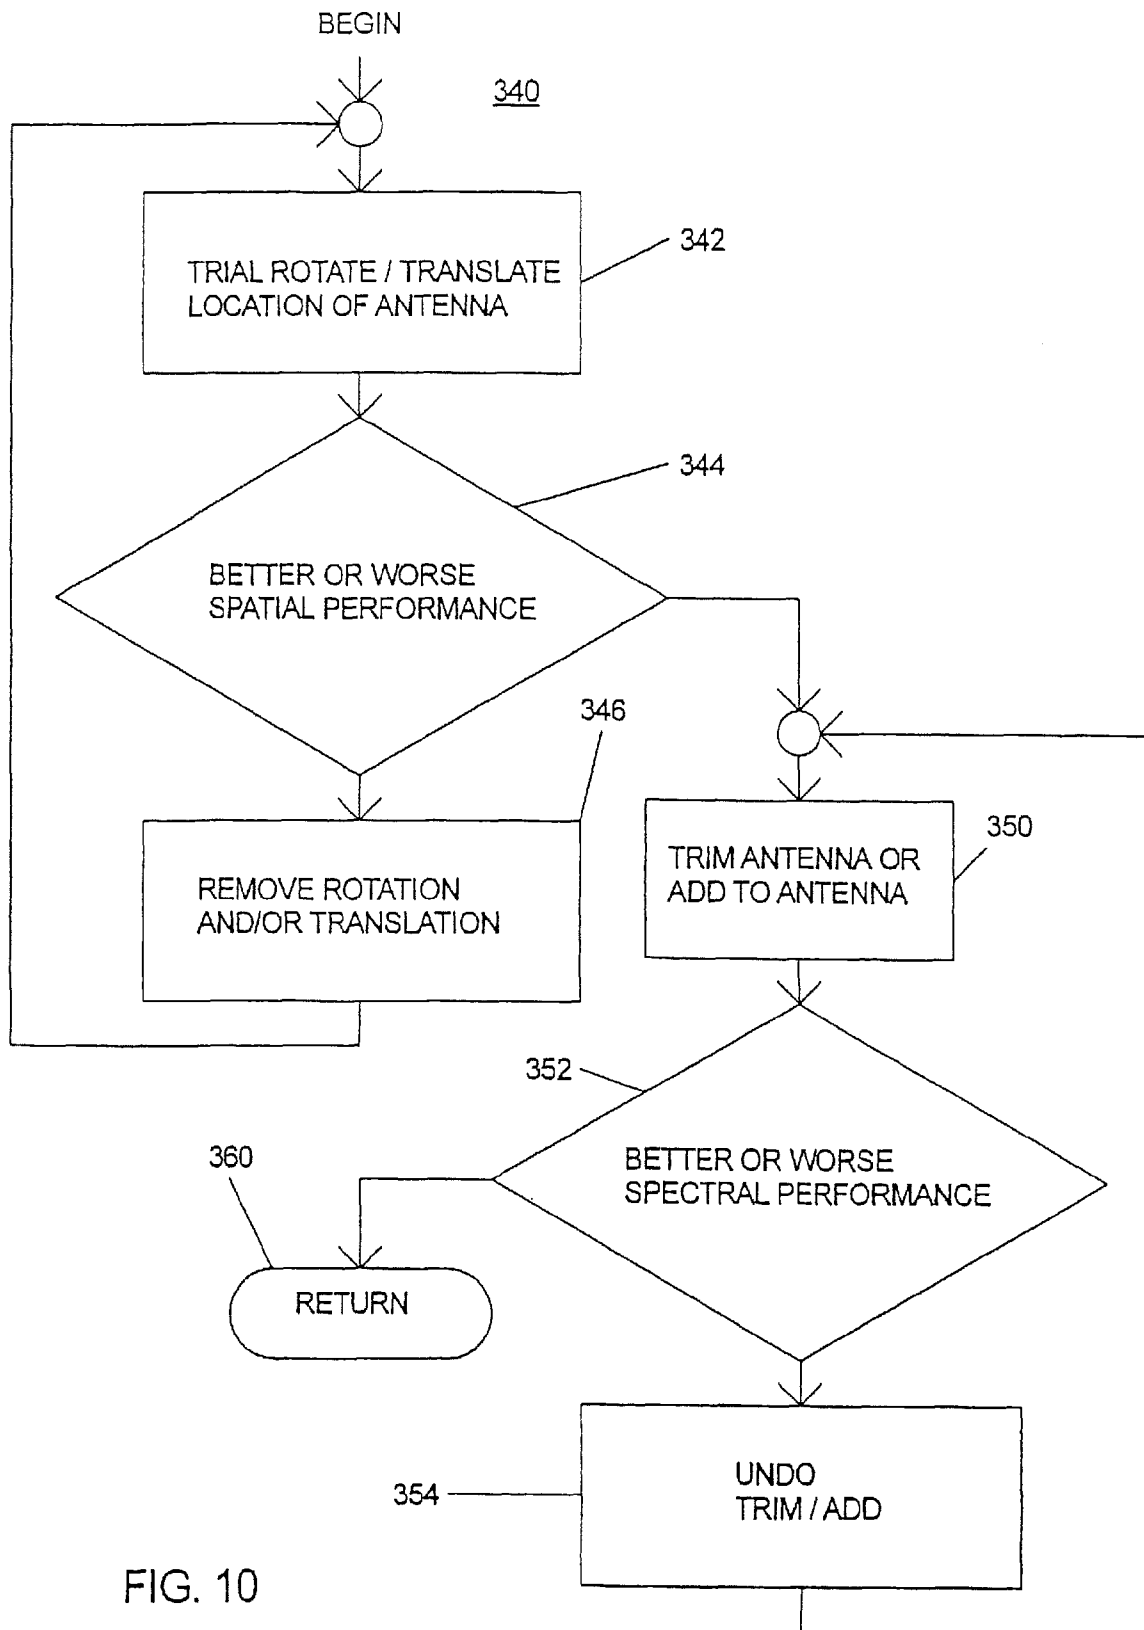 BEGIN
340
342
TRIAL ROTATE / TRANSLATE
LOCATION OF ANTENNA
344
BETTER OR WORSE
SPATIAL PERFORMANCE
346
REMOVE ROTATION
AND/OR TRANSLATION
350
TRIM ANTENNA OR
ADD TO ANTENNA
352
BETTER OR WORSE
SPECTRAL PERFORMANCE
360
RETURN
354
UNDO
TRIM / ADD
FIG. 10